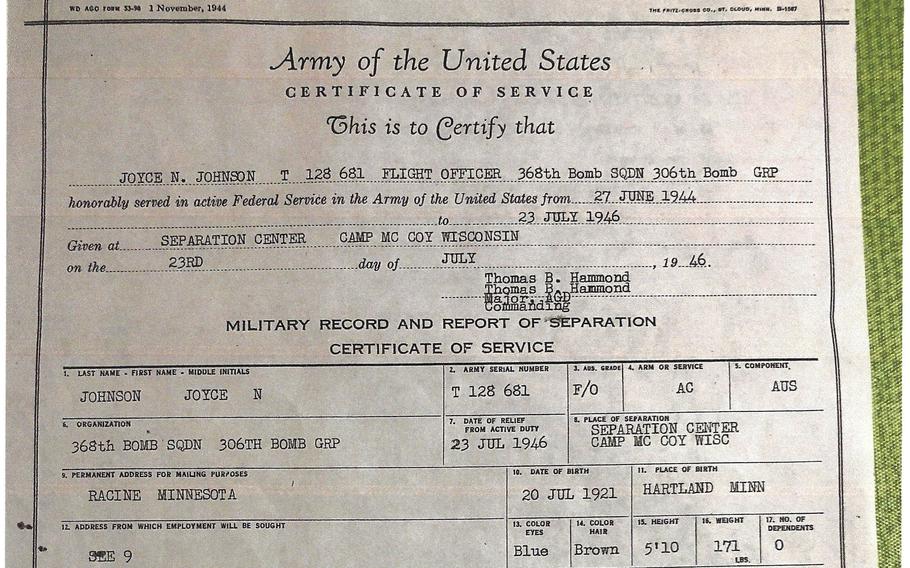 WD AGO FORM 53-98 1 November, 1944
THE FRITZ-CROSS CO., ST. CLOUD, MINN. B-1587
Army of the United States
CERTIFICATE OF SERVICE
This is to Certify that
JOYCE N. JOHNSON T 128 681 FLIGHT OFFICER 368th Bomb SQDN 306th Bomb GRP
honorably served in active Federal Service in the Army of the United States from 27 JUNE 1944
to 23 JULY 1946
Given at SEPARATION CENTER CAMP MC COY WISCONSIN
on the 23RD day of JULY , 19 46.
Thomas B. Hammond
Thomas B. Hammond
Major, AGD
Commanding
MILITARY RECORD AND REPORT OF SEPARATION
CERTIFICATE OF SERVICE
1. LAST NAME - FIRST NAME - MIDDLE INITIALS
JOHNSON JOYCE N
2. ARMY SERIAL NUMBER
T 128 681
3. AUS. GRADE
F/O
4. ARM OR SERVICE
AC
5. COMPONENT
AUS
6. ORGANIZATION
368th BOMB SQDN 306TH BOMB GRP
7. DATE OF RELIEF
FROM ACTIVE DUTY
23 JUL 1946
8. PLACE OF SEPARATION
SEPARATION CENTER
CAMP MC COY WISC
9. PERMANENT ADDRESS FOR MAILING PURPOSES
RACINE MINNESOTA
10. DATE OF BIRTH
20 JUL 1921
11. PLACE OF BIRTH
HARTLAND MINN
12. ADDRESS FROM WHICH EMPLOYMENT WILL BE SOUGHT
SEE 9
13. COLOR
EYES
Blue
14. COLOR
HAIR
Brown
15. HEIGHT
5'10
16. WEIGHT
171
LBS.
17. NO. OF
DEPENDENTS
0